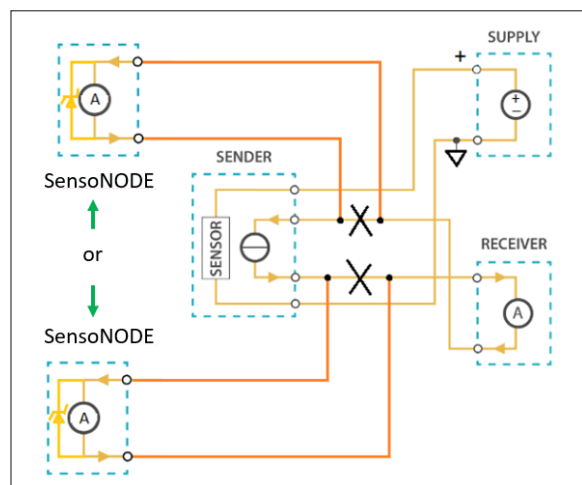 SUPPLY
+
+
−
A
SensoNODE
SENDER
SENSOR
or
RECEIVER
A
SensoNODE
A